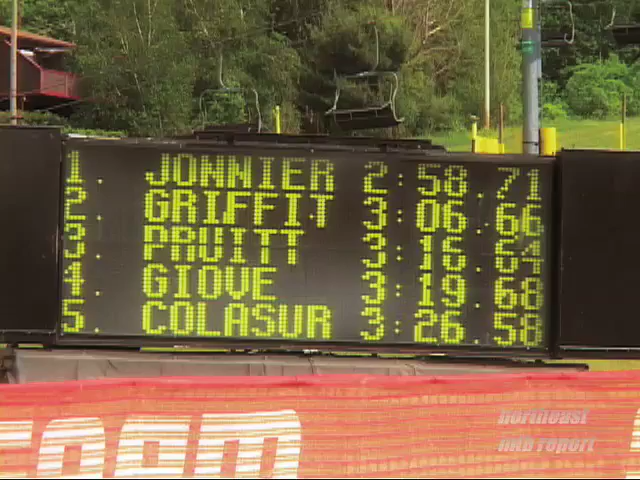 1. JONNIER 2:58.71
2. GRIFFIT 3:06.66
3. PRUITT 3:16.64
4. GIOVE 3:19.68
5. COLASUR 3:26.58
northeast
mtb report